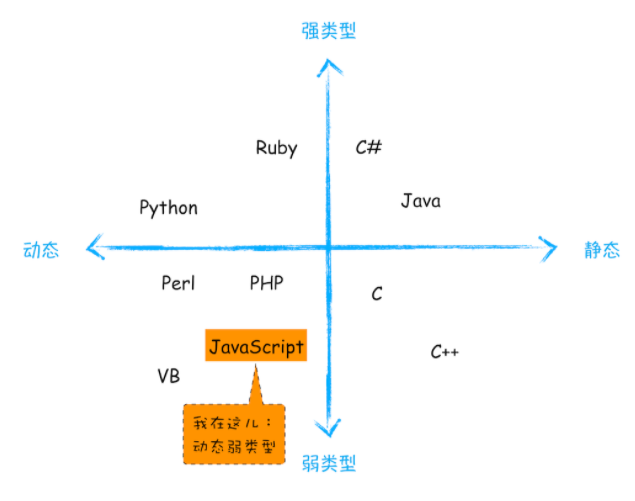 强类型
Ruby
C#
Python
Java
动态
静态
Perl
PHP
C
JavaScript
C++
VB
我在这儿：
动态弱类型
弱类型